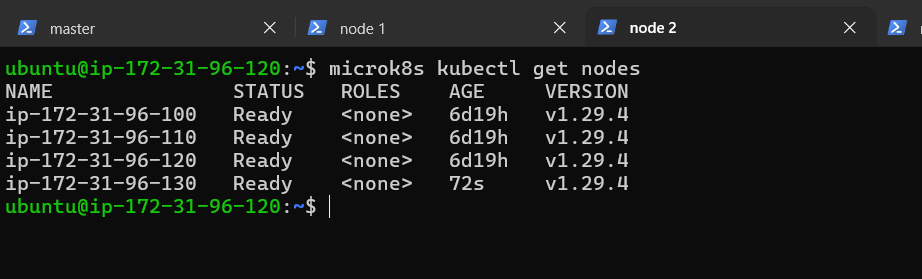 master node 1 node 2
ubuntu@ip-172-31-96-120:~$ microk8s kubectl get nodes
NAME STATUS ROLES AGE VERSION
ip-172-31-96-100 Ready <none> 6d19h v1.29.4
ip-172-31-96-110 Ready <none> 6d19h v1.29.4
ip-172-31-96-120 Ready <none> 6d19h v1.29.4
ip-172-31-96-130 Ready <none> 72s v1.29.4
ubuntu@ip-172-31-96-120:~$